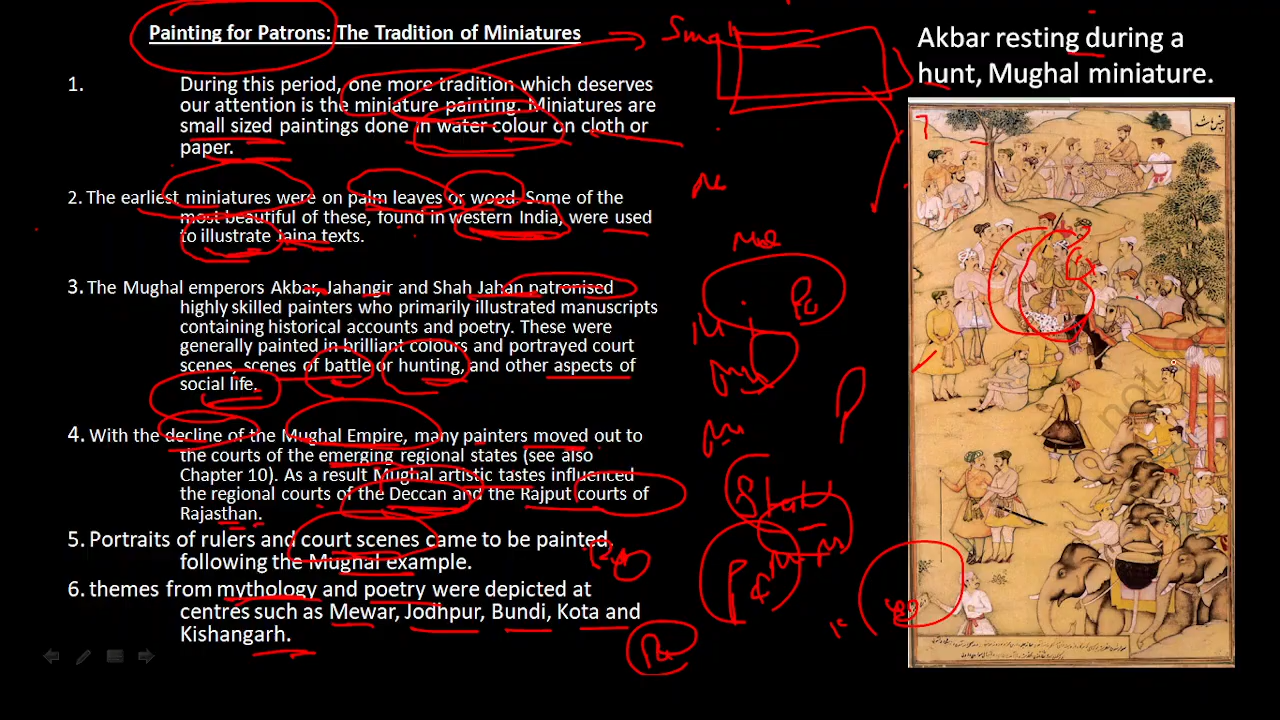 Painting for Patrons: The Tradition of Miniatures
1. During this period, one more tradition which deserves
our attention is the miniature painting. Miniatures are
small sized paintings done in water colour on cloth or
paper.
2. The earliest miniatures were on palm leaves or wood. Some of the
most beautiful of these, found in western India, were used
to illustrate Jaina texts.
3. The Mughal emperors Akbar, Jahangir and Shah Jahan patronised
highly skilled painters who primarily illustrated manuscripts
containing historical accounts and poetry. These were
generally painted in brilliant colours and portrayed court
scenes, scenes of battle or hunting, and other aspects of
social life.
4. With the decline of the Mughal Empire, many painters moved out to
the courts of the emerging regional states (see also
Chapter 10). As a result Mughal artistic tastes influenced
the regional courts of the Deccan and the Rajput courts of
Rajasthan.
5. Portraits of rulers and court scenes came to be painted,
following the Mughal example.
6. themes from mythology and poetry were depicted at
centres such as Mewar, Jodhpur, Bundi, Kota and
Kishangarh.
Akbar resting during a
hunt, Mughal miniature.
not